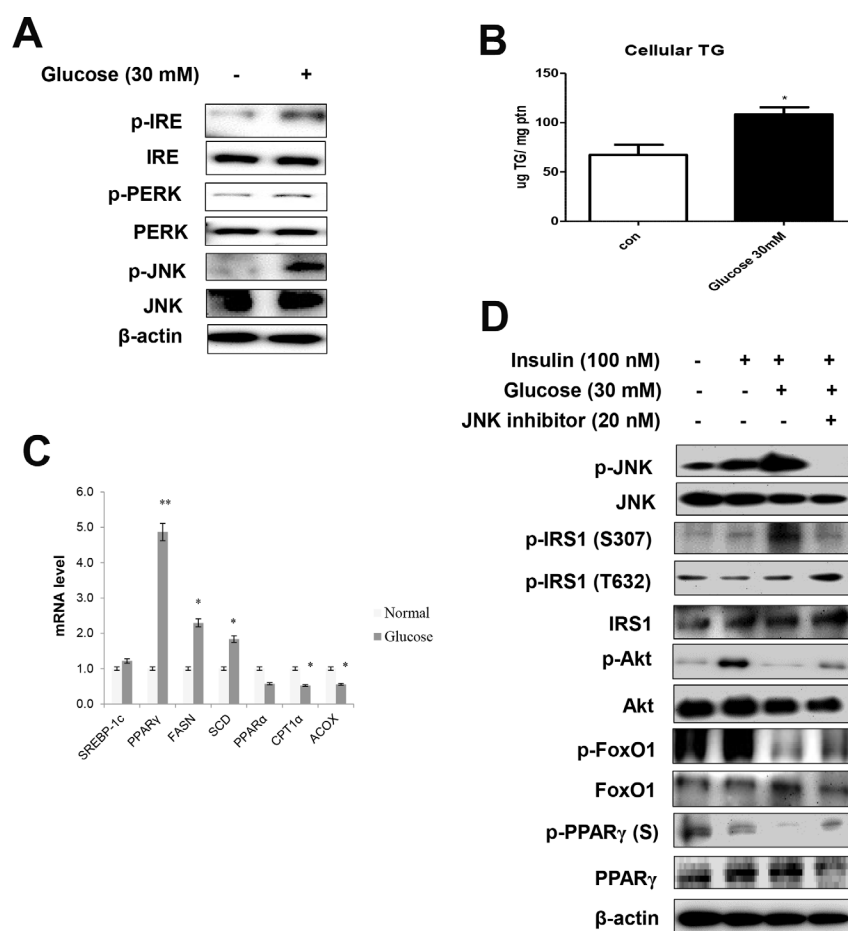 A
Glucose (30 mM) - +
p-IRE
IRE
p-PERK
PERK
p-JNK
JNK
β-actin
B
Cellular TG
ug TG/ mg ptn
150
100
50
0
*
con
Glucose 30mM
C
mRNA level
6.0
5.0
4.0
3.0
2.0
1.0
0.0
** * * * *
Normal
Glucose
SREBP-1c PPARγ FASN SCD PPARα CPT1α ACOX
D
Insulin (100 nM) - + + +
Glucose (30 mM) - - + +
JNK inhibitor (20 nM) - - - +
p-JNK
JNK
p-IRS1 (S307)
p-IRS1 (T632)
IRS1
p-Akt
Akt
p-FoxO1
FoxO1
p-PPARγ (S)
PPARγ
β-actin